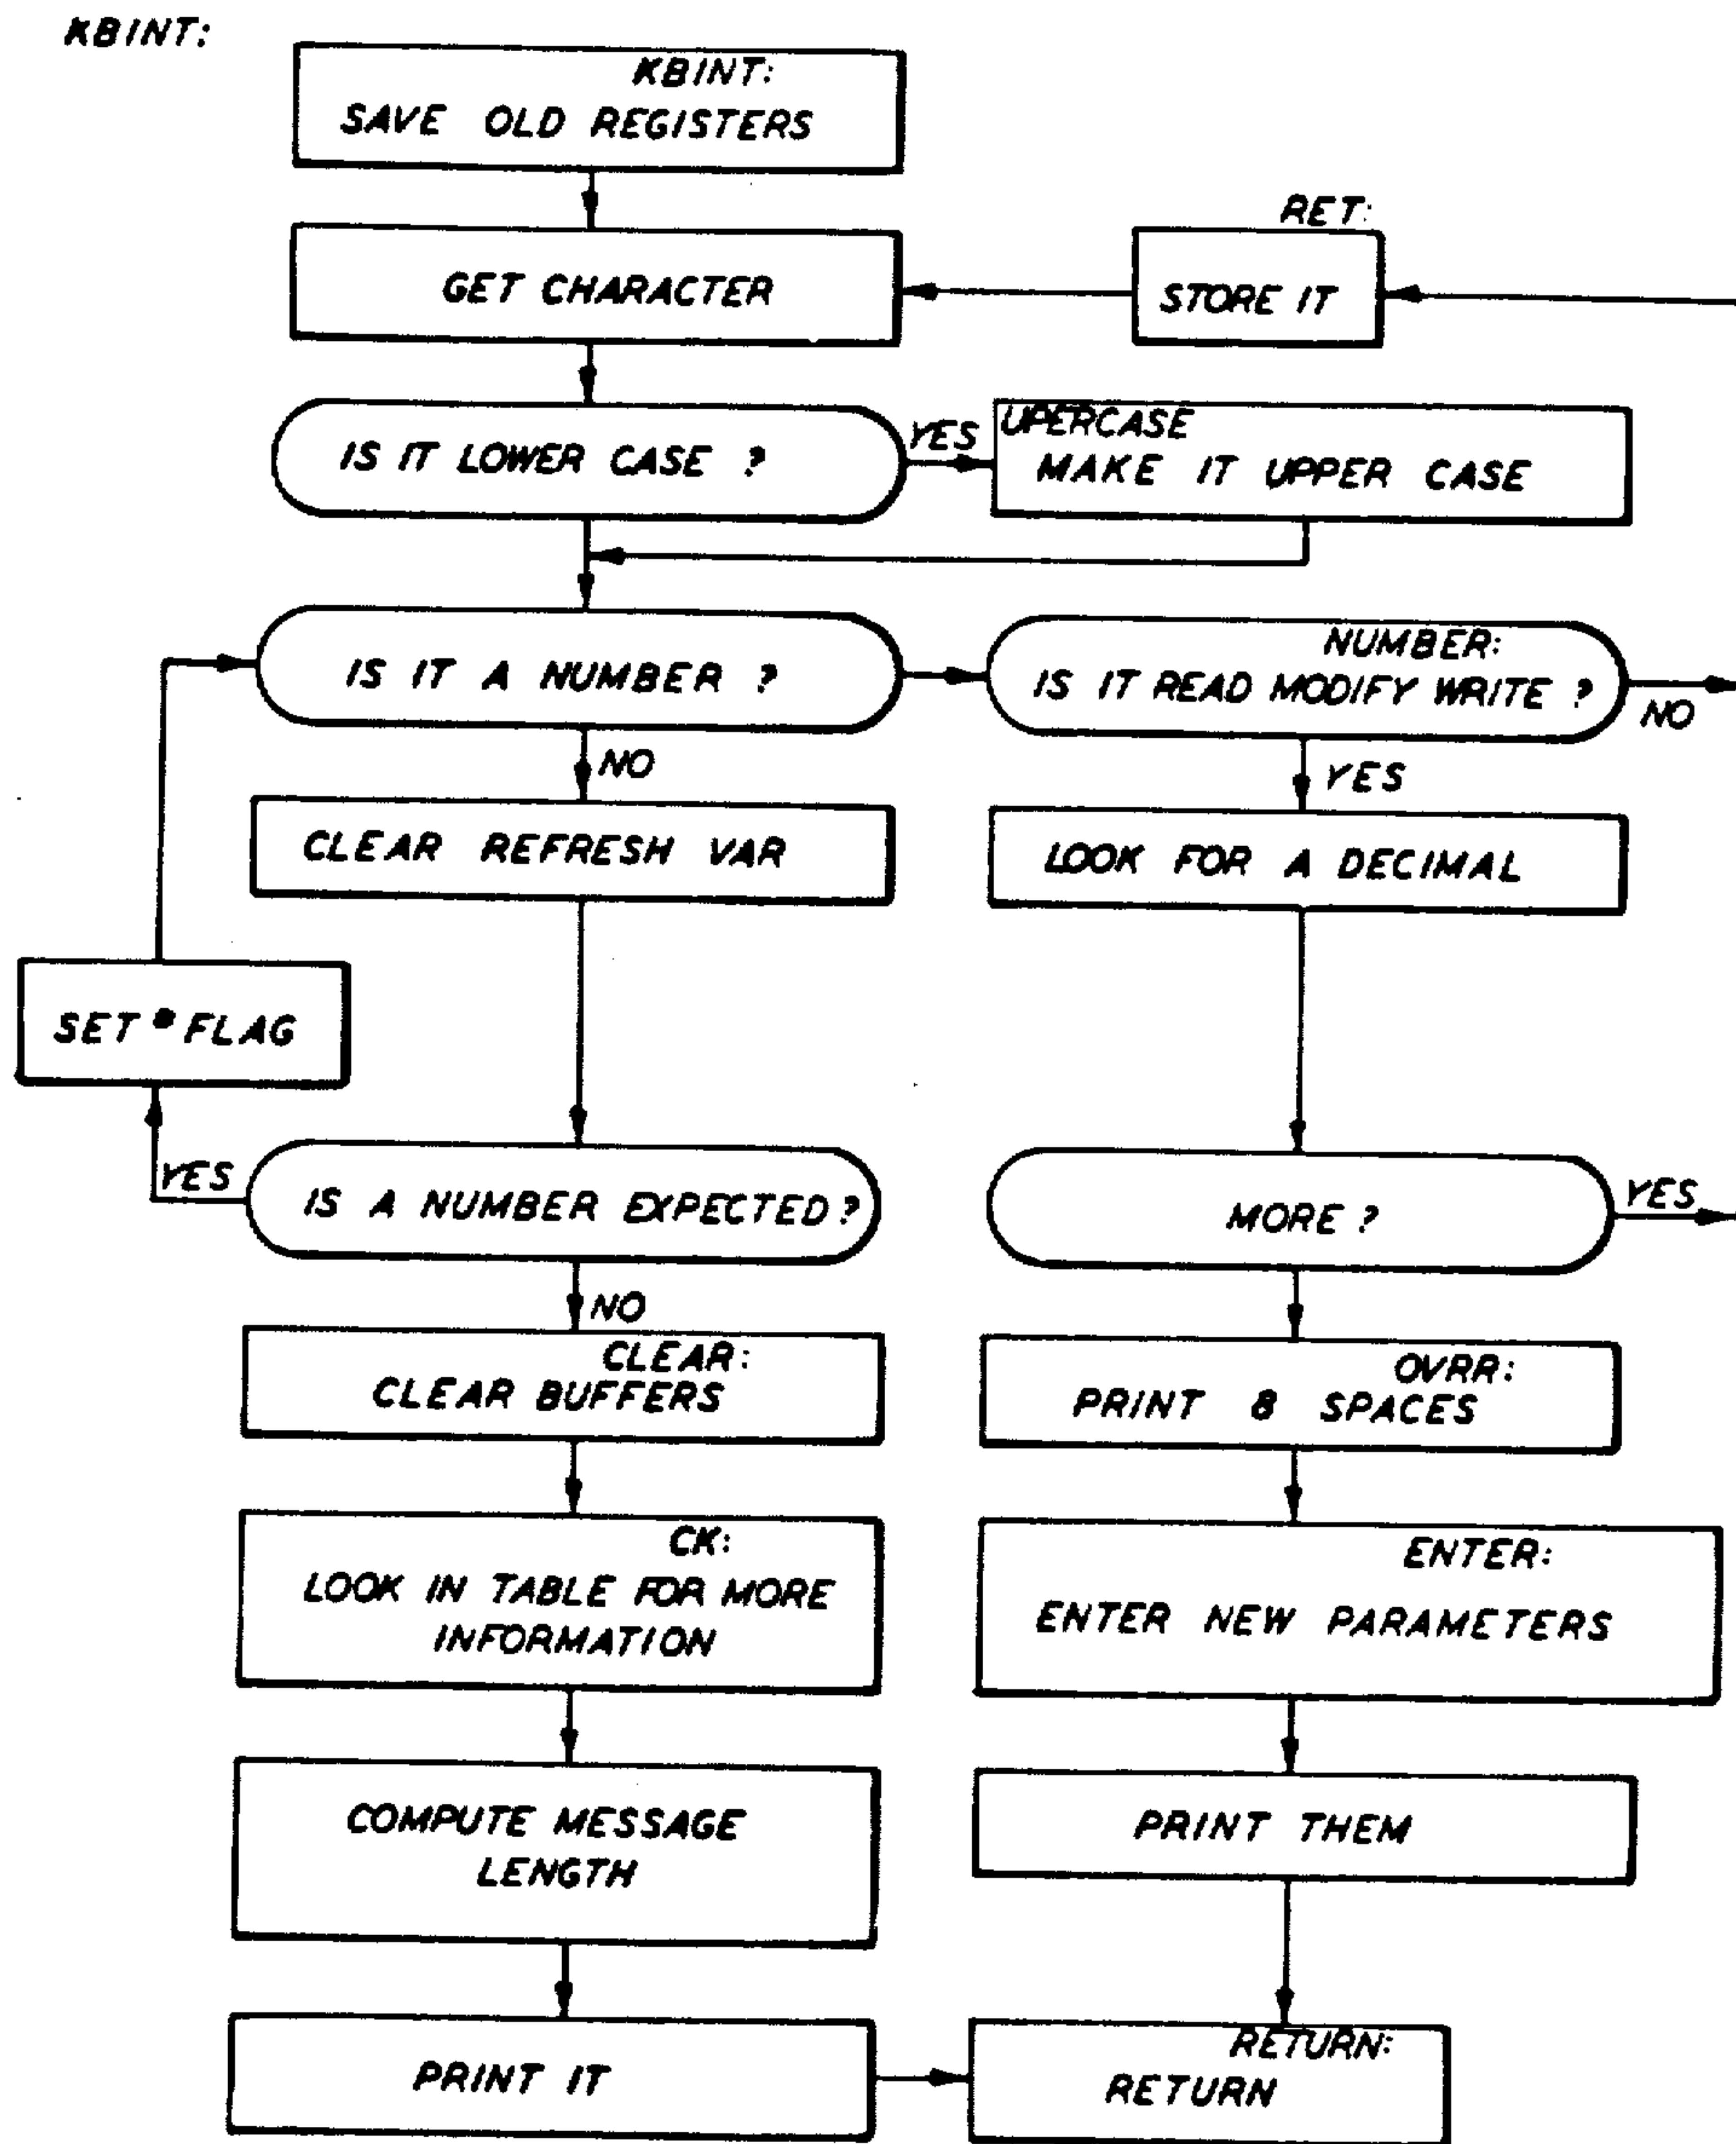 KBINT:
KBINT:
SAVE OLD REGISTERS
RET:
GET CHARACTER
STORE IT
IS IT LOWER CASE ?
YES
UPERCASE
MAKE IT UPPER CASE
IS IT A NUMBER ?
NUMBER:
IS IT READ MODIFY WRITE ?
NO
NO
YES
CLEAR REFRESH VAR
LOOK FOR A DECIMAL
SET FLAG
YES
IS A NUMBER EXPECTED?
MORE ?
YES
NO
CLEAR:
CLEAR BUFFERS
OVRR:
PRINT 8 SPACES
CK:
LOOK IN TABLE FOR MORE
INFORMATION
ENTER:
ENTER NEW PARAMETERS
COMPUTE MESSAGE
LENGTH
PRINT THEM
PRINT IT
RETURN:
RETURN